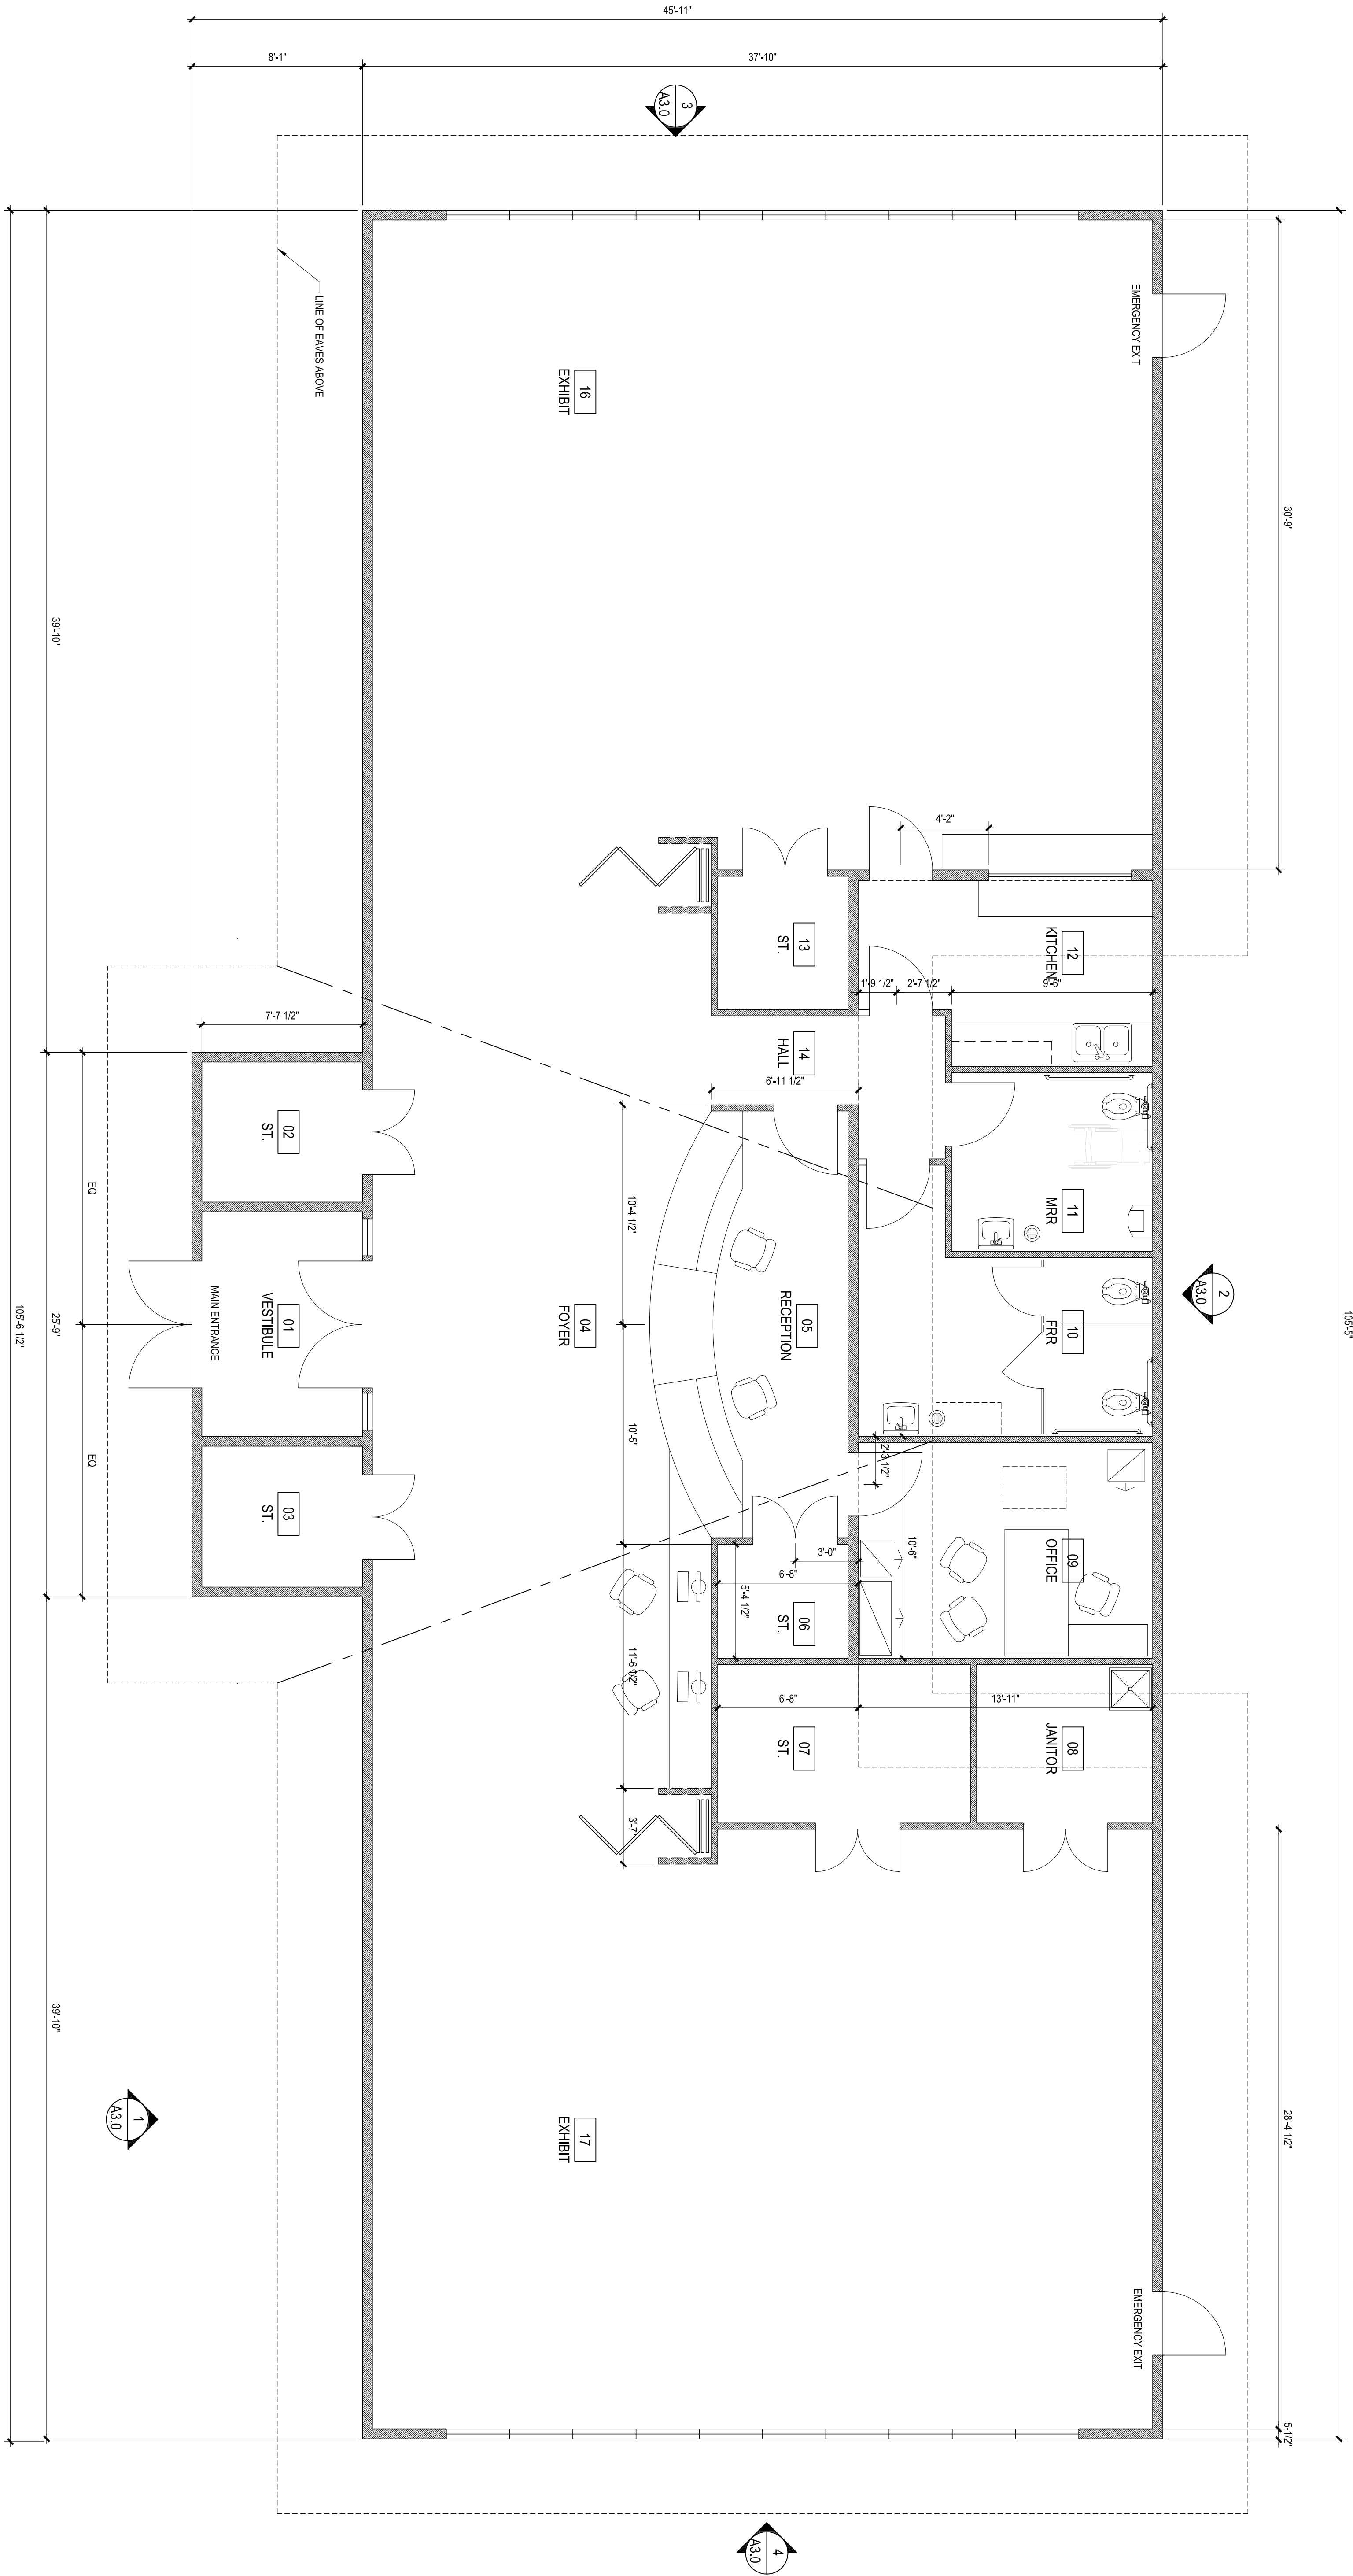 45'-11"
8'-1"
37'-10"
3
A3.0
105'-5"
EMERGENCY EXIT
LINE OF EAVES ABOVE
16
EXHIBIT
30'-9"
39'-10"
4'-2"
13
ST.
12
KITCHEN
1'-9 1/2"
2'-7 1/2"
9'-6"
7'-7 1/2"
14
HALL
6'-11 1/2"
02
ST.
EQ
10'-4 1/2"
11
MRR
2
A3.0
MAIN ENTRANCE
01
VESTIBULE
04
FOYER
05
RECEPTION
10
FRR
25'-9"
105'-6 1/2"
10'-5"
2'-3 1/2"
EQ
03
ST.
3'-0"
10'-6"
09
OFFICE
6'-8"
5'-4 1/2"
06
ST.
11'-6 1/2"
6'-8"
13'-11"
07
ST.
08
JANITOR
3'-7"
39'-10"
28'-4 1/2"
1
A3.0
17
EXHIBIT
EMERGENCY EXIT
5-1/2"
4
A3.0